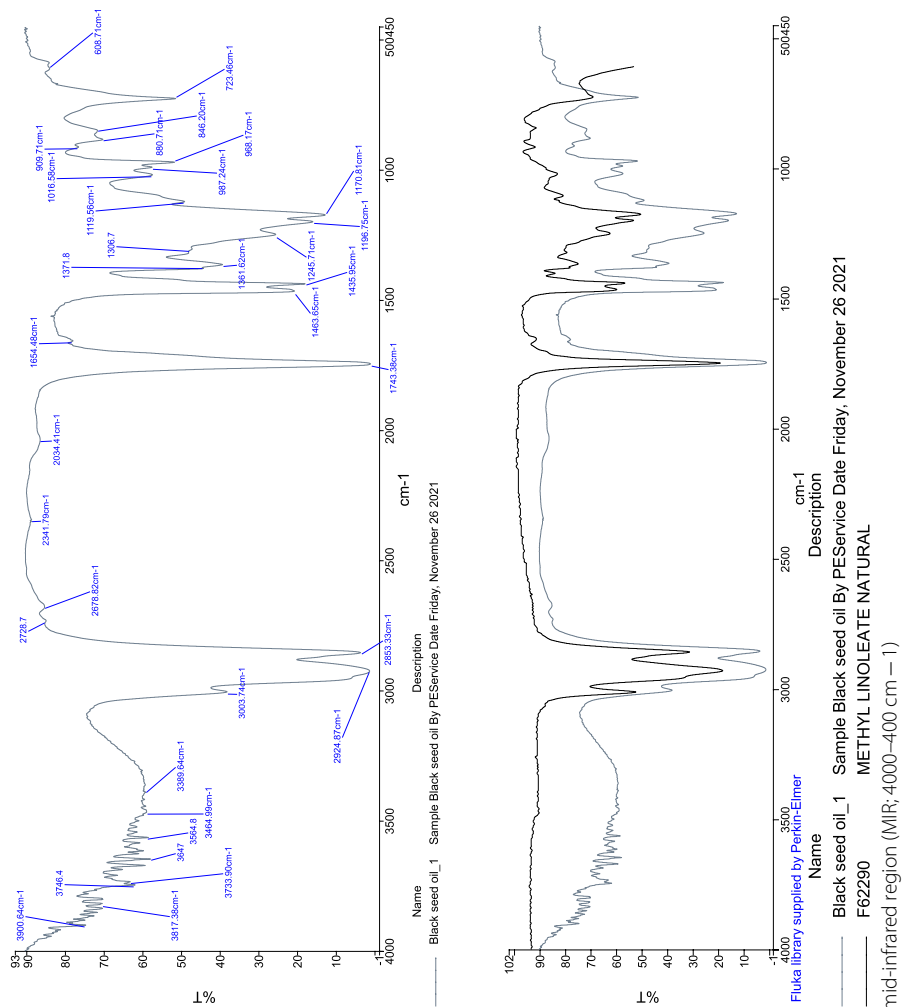 %T
93
90
80
70
60
50
40
30
20
10
-1
4000
3500
3000
2500
2000
1500
1000
500450
cm-1
3900.64cm-1
3817.38cm-1
3746.4
3733.90cm-1
3647
3564.8
3464.99cm-1
3389.64cm-1
3003.74cm-1
2924.87cm-1
2853.33cm-1
2728.7
2678.82cm-1
2341.79cm-1
2034.41cm-1
1743.38cm-1
1654.48cm-1
1463.65cm-1
1435.95cm-1
1371.8
1361.62cm-1
1306.7
1245.71cm-1
1196.75cm-1
1170.81cm-1
1119.56cm-1
1016.58cm-1
987.24cm-1
968.17cm-1
909.71cm-1
880.71cm-1
846.20cm-1
723.46cm-1
608.71cm-1
Name Description
Black seed oil_1 Sample Black seed oil By PEService Date Friday, November 26 2021
%T
102
90
80
70
60
50
40
30
20
10
-1
4000
3500
3000
2500
2000
1500
1000
500450
cm-1
Fluka library supplied by Perkin-Elmer
Name Description
Black seed oil_1 Sample Black seed oil By PEService Date Friday, November 26 2021
F62290 METHYL LINOLEATE NATURAL
mid-infrared region (MIR; 4000–400 cm − 1)